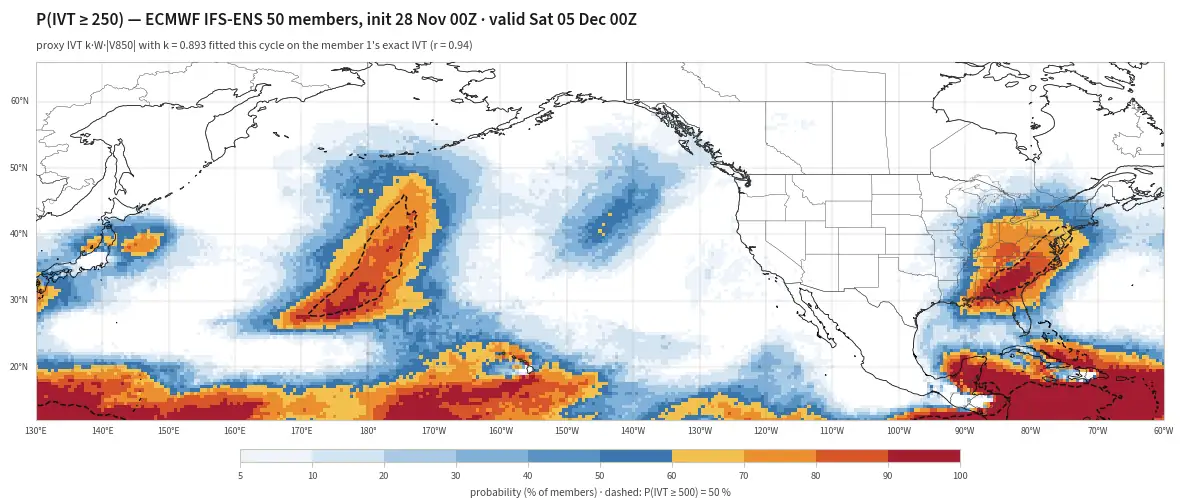 P(IVT ≥ 250) — ECMWF IFS-ENS 50 members, init 28 Nov 00Z · valid Sat 05 Dec 00Z
proxy IVT k·W·|V850| with k = 0.893 fitted this cycle on the member 1's exact IVT (r = 0.94)
60°N
50°N
40°N
30°N
20°N
130°E 140°E 150°E 160°E 170°E 180° 170°W 160°W 150°W 140°W 130°W 120°W 110°W 100°W 90°W 80°W 70°W 60°W
5 10 20 30 40 50 60 70 80 90 100
probability (% of members) · dashed: P(IVT ≥ 500) = 50 %